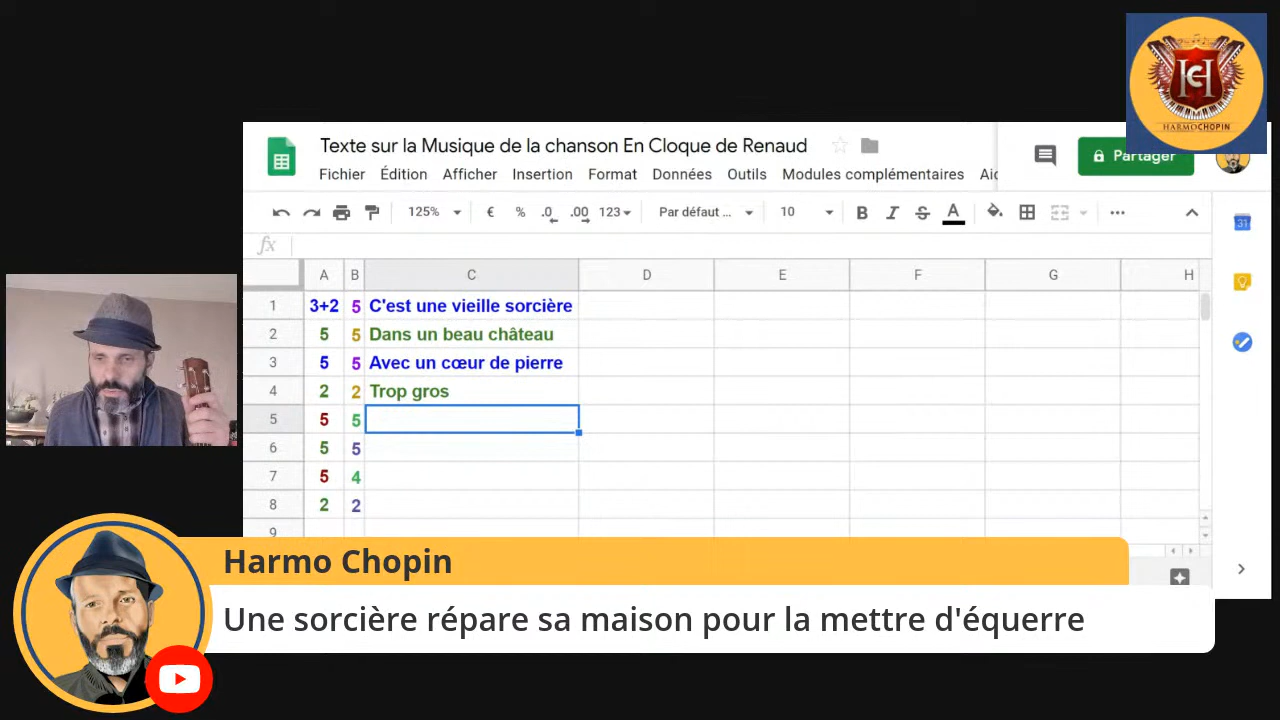 HC
HARMOCHOPIN
Texte sur la Musique de la chanson En Cloque de Renaud
Partager
Fichier Édition Afficher Insertion Format Données Outils Modules complémentaires
125% € % .0 .00 123 Par défaut ... 10 B I S A
fx
31
A B C D E F G H
1 3+2 5 C'est une vieille sorcière
2 5 5 Dans un beau château
3 5 5 Avec un cœur de pierre
4 2 2 Trop gros
5 5 5
6 5 5
7 5 4
8 2 2
9
Harmo Chopin
Une sorcière répare sa maison pour la mettre d'équerre